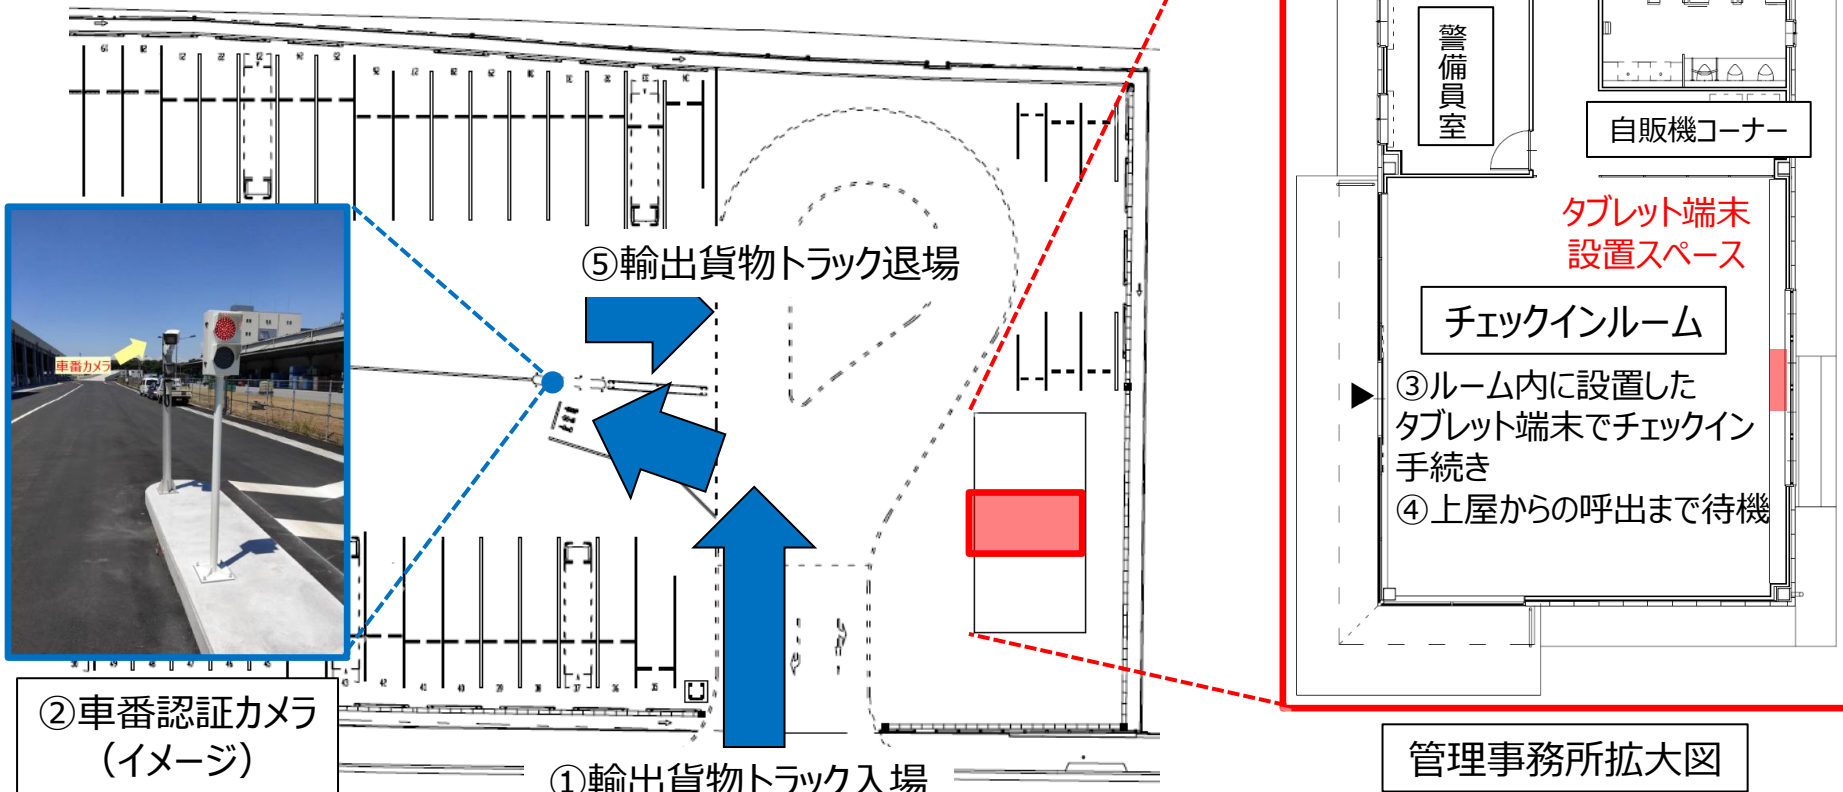 警備員室
自販機コーナー
タブレット端末
設置スペース
チェックインルーム
③ルーム内に設置した
タブレット端末でチェックイン
手続き
④上屋からの呼出まで待機
管理事務所拡大図
⑤輸出貨物トラック退場
車番カメラ
②車番認証カメラ
（イメージ）
①輸出貨物トラック入場